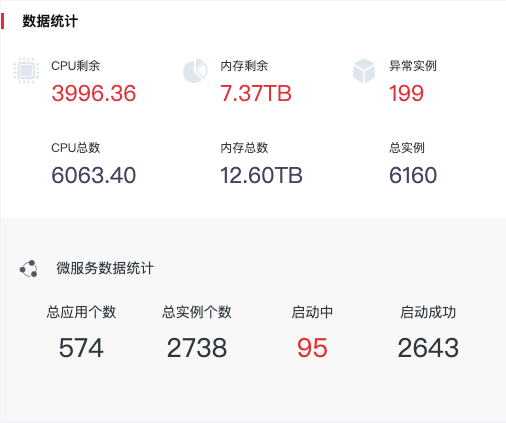 数据统计
CPU剩余 内存剩余 异常实例
3996.36 7.37TB 199
CPU总数 内存总数 总实例
6063.40 12.60TB 6160
微服务数据统计
总应用个数 总实例个数 启动中 启动成功
574 2738 95 2643